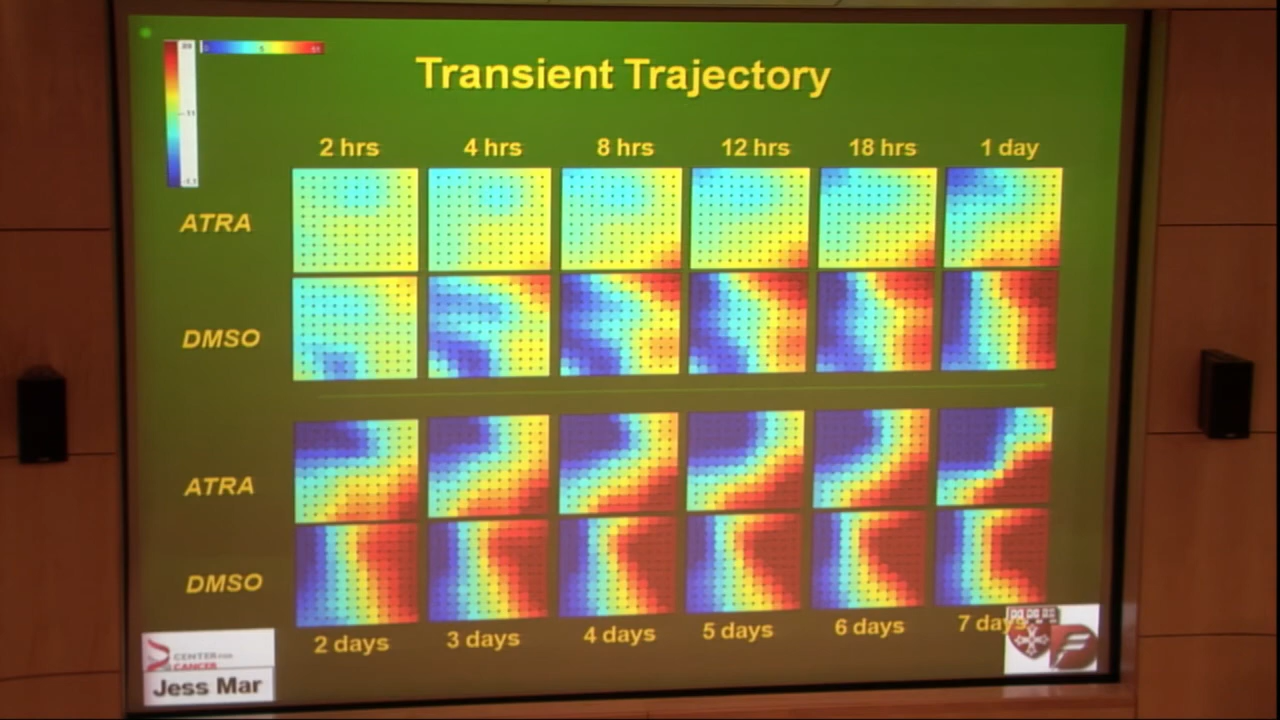 Transient Trajectory
2 hrs 4 hrs 8 hrs 12 hrs 18 hrs 1 day
ATRA
DMSO
ATRA
DMSO
2 days 3 days 4 days 5 days 6 days 7 days
CENTER FOR
CANCER
Jess Mar